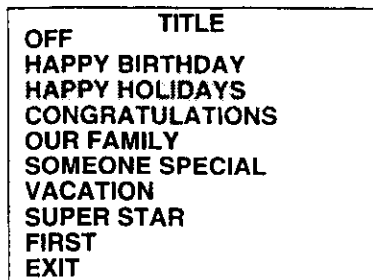 TITLE
OFF
HAPPY BIRTHDAY
HAPPY HOLIDAYS
CONGRATULATIONS
OUR FAMILY
SOMEONE SPECIAL
VACATION
SUPER STAR
FIRST
EXIT